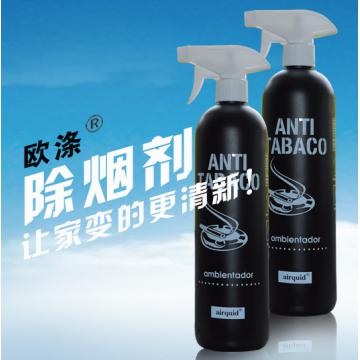 欧涤®
除烟剂
让家变的更清新!
ANTI
TABACO
ambientador
airquid®
ANTI
TABACO
ambientador
airquid®